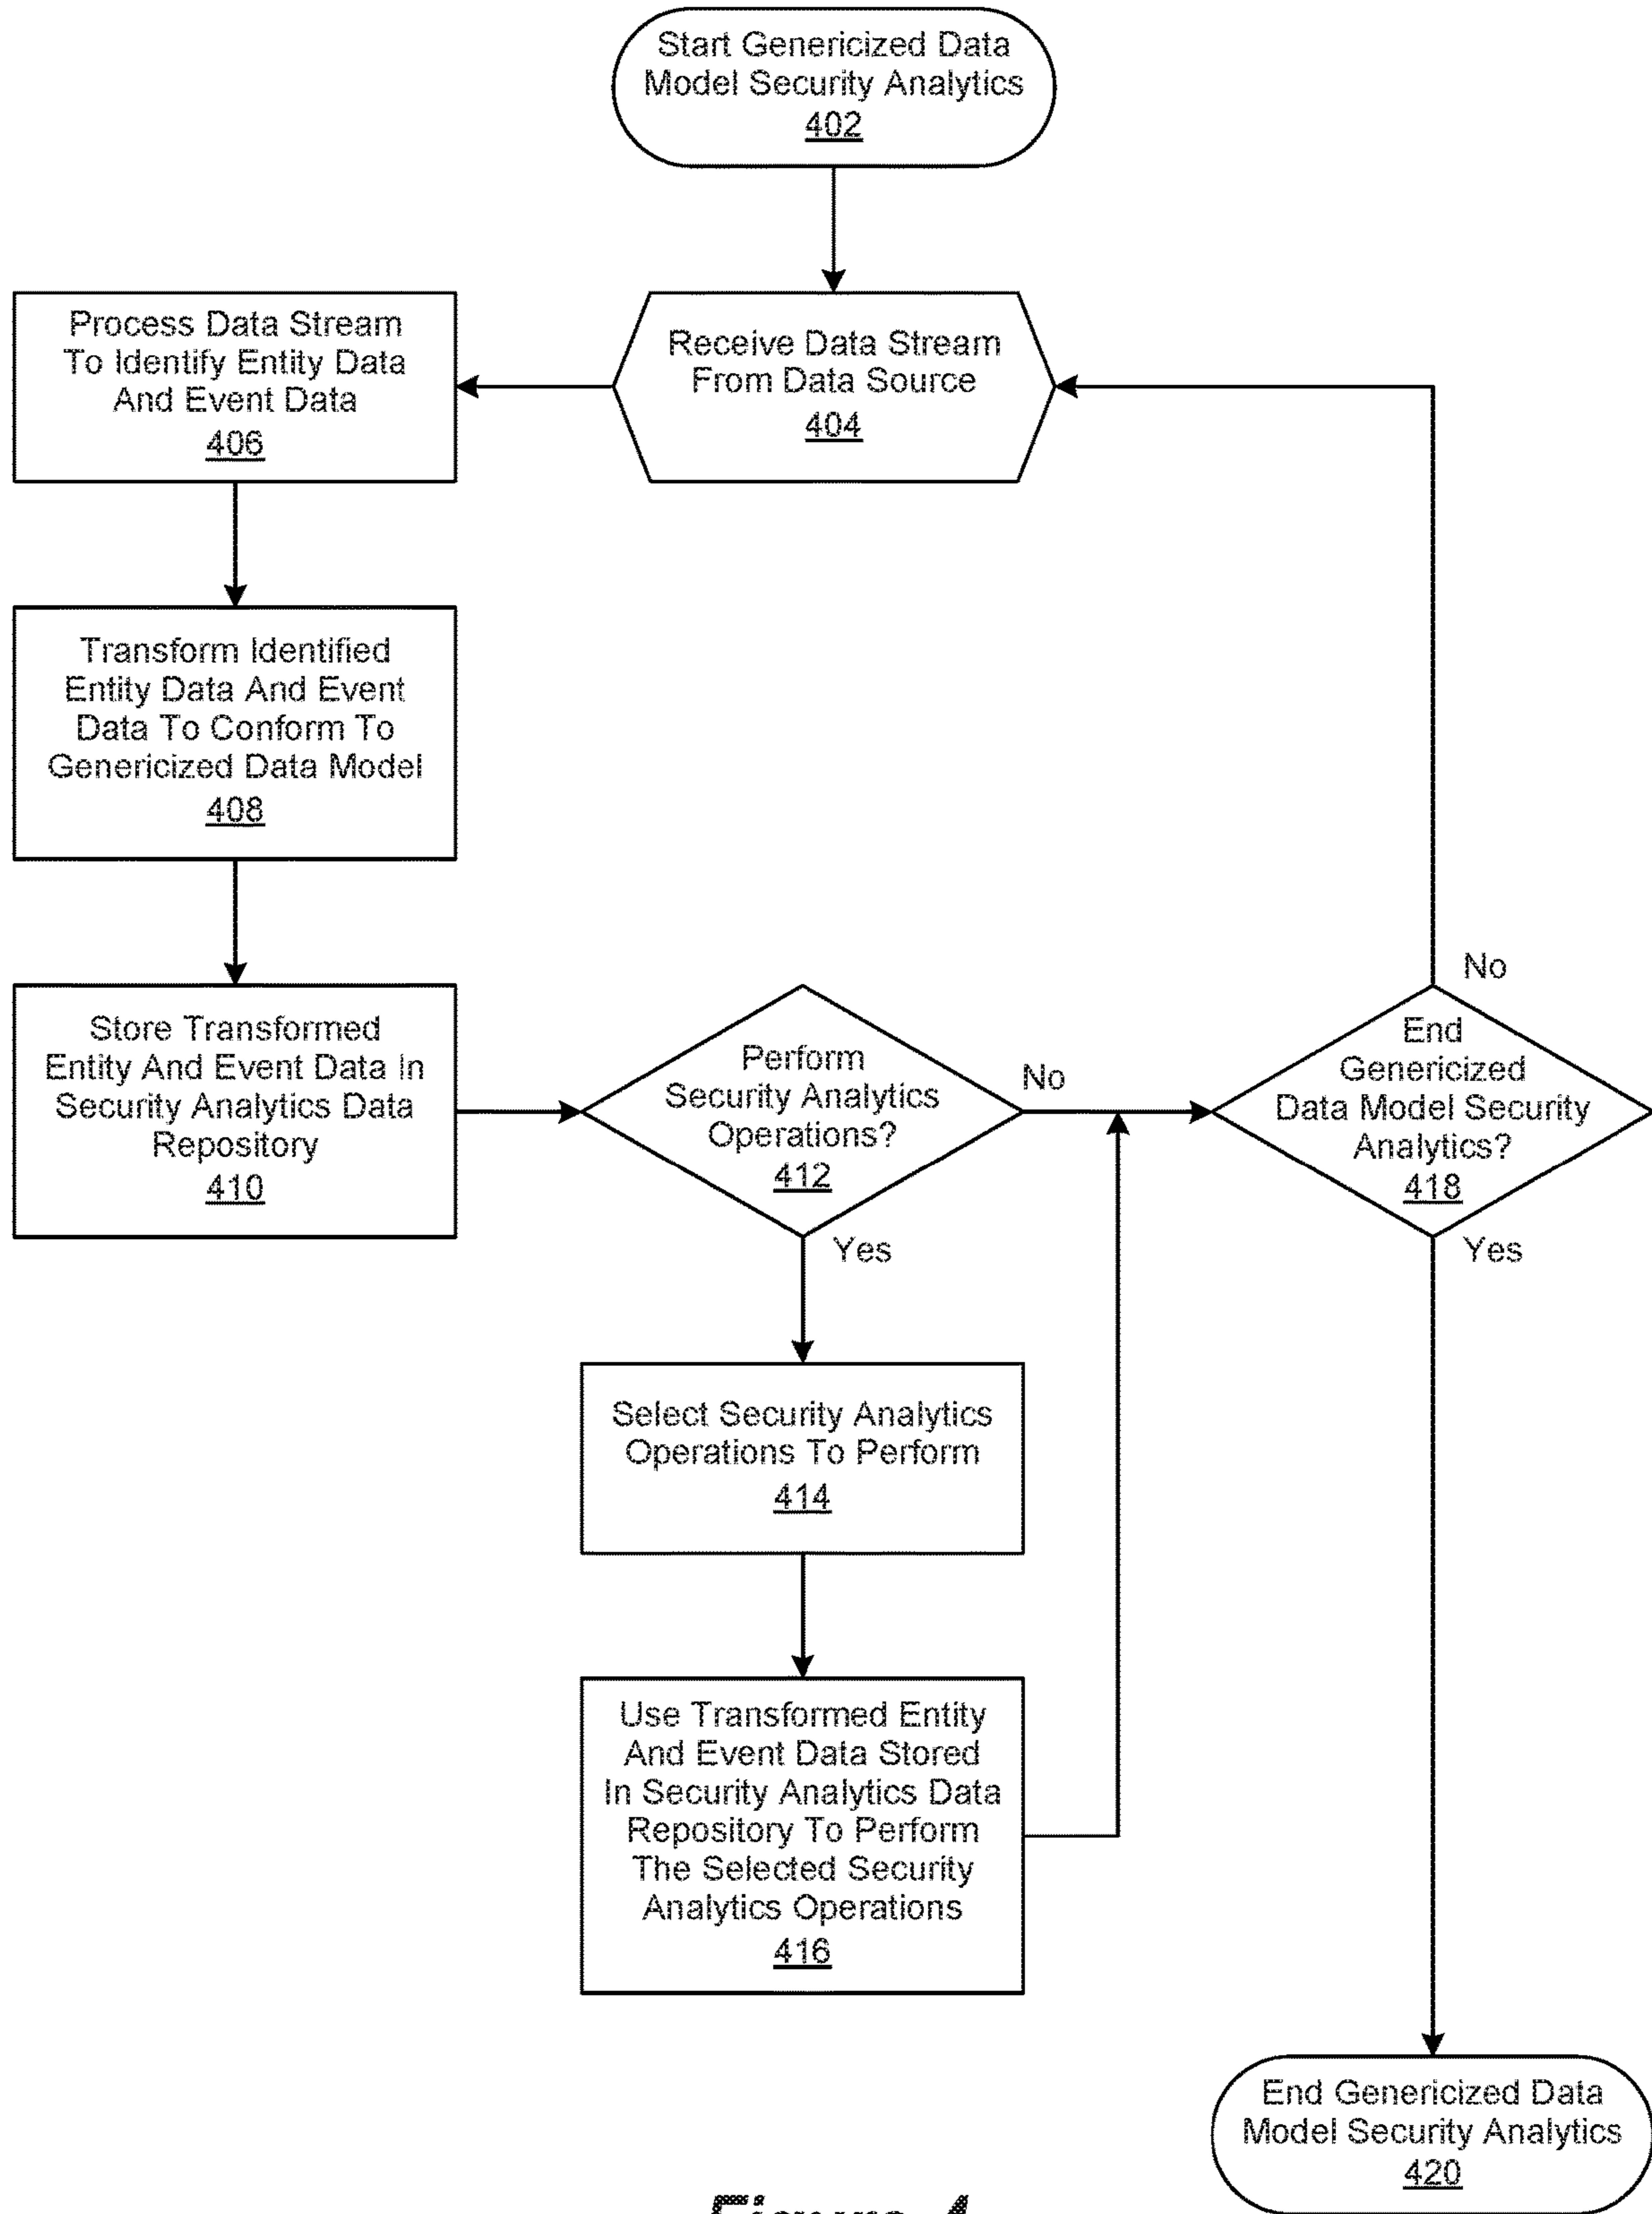 Start Genericized Data
Model Security Analytics
402
Receive Data Stream
From Data Source
404
Process Data Stream
To Identify Entity Data
And Event Data
406
Transform Identified
Entity Data And Event
Data To Conform To
Genericized Data Model
408
Store Transformed
Entity And Event Data In
Security Analytics Data
Repository
410
Perform
Security Analytics
Operations?
412
No
Yes
Select Security Analytics
Operations To Perform
414
Use Transformed Entity
And Event Data Stored
In Security Analytics Data
Repository To Perform
The Selected Security
Analytics Operations
416
No
End
Genericized
Data Model Security
Analytics?
418
Yes
End Genericized Data
Model Security Analytics
420
Figure 4